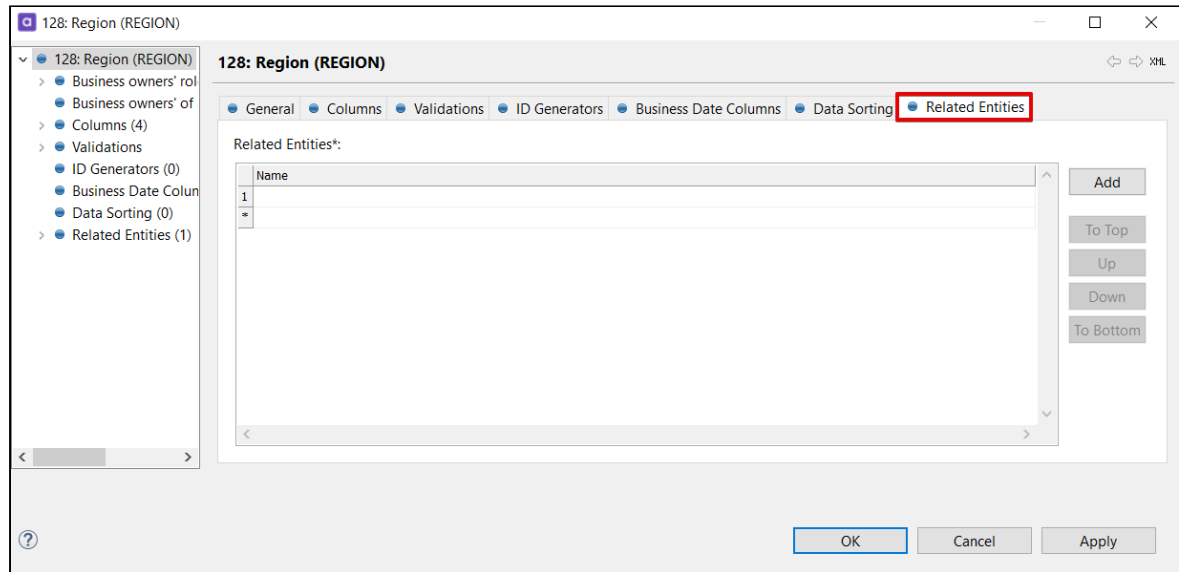 128: Region (REGION)
128: Region (REGION)
Business owners' rol
Business owners' of
Columns (4)
Validations
ID Generators (0)
Business Date Colun
Data Sorting (0)
Related Entities (1)
128: Region (REGION)
XML
General Columns Validations ID Generators Business Date Columns Data Sorting Related Entities
Related Entities*:
Name
1
*
Add
To Top
Up
Down
To Bottom
?
OK Cancel Apply